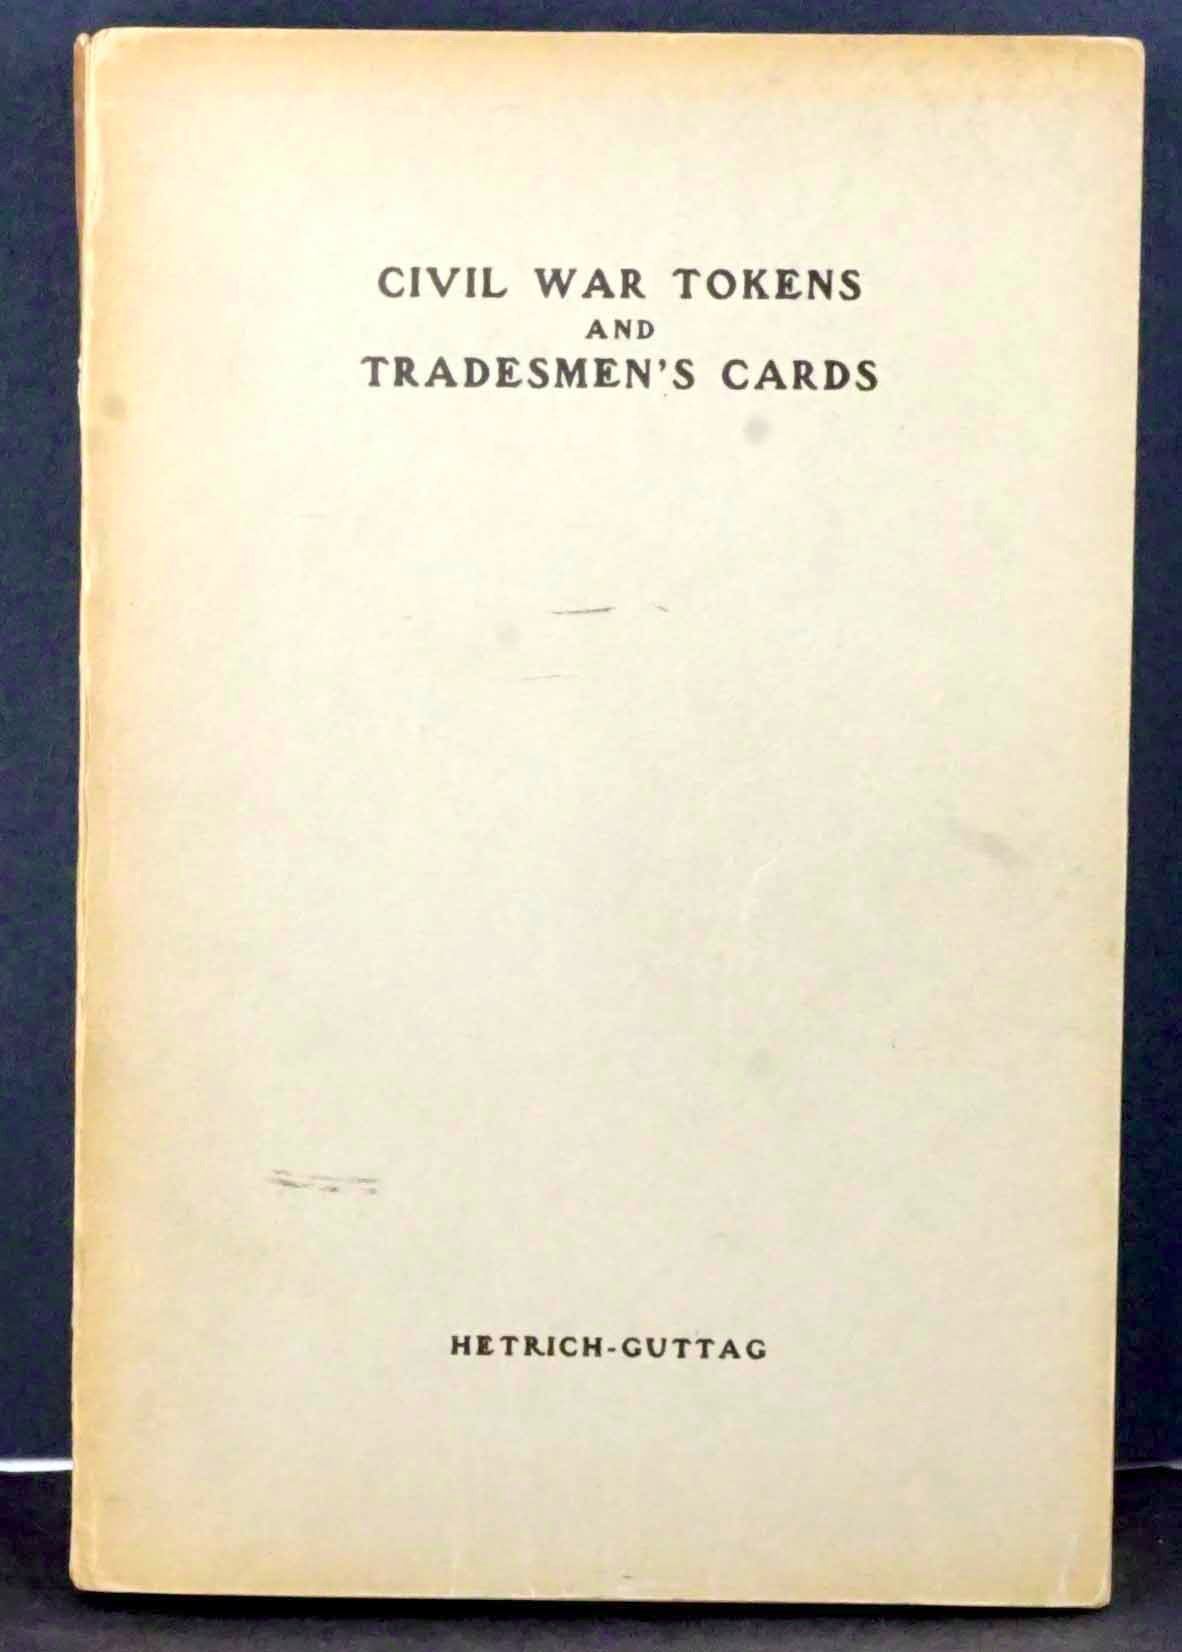 CIVIL WAR TOKENS
AND
TRADESMEN'S CARDS
HETRICH-GUTTAG